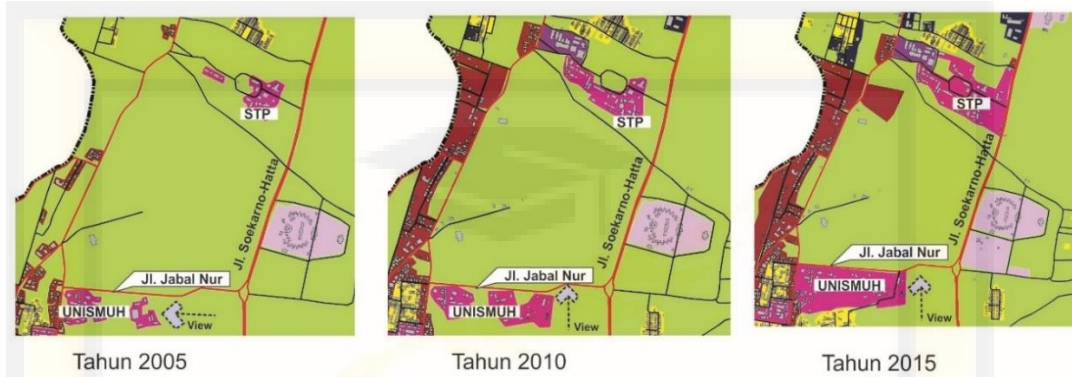 STP
Jl. Soekarno-Hatta
Jl. Jabal Nur
UNISMUH
View
Tahun 2005
STP
Jl. Soekarno-Hatta
Jl. Jabal Nur
UNISMUH
View
Tahun 2010
STP
Jl. Soekarno-Hatta
Jl. Jabal Nur
UNISMUH
View
Tahun 2015